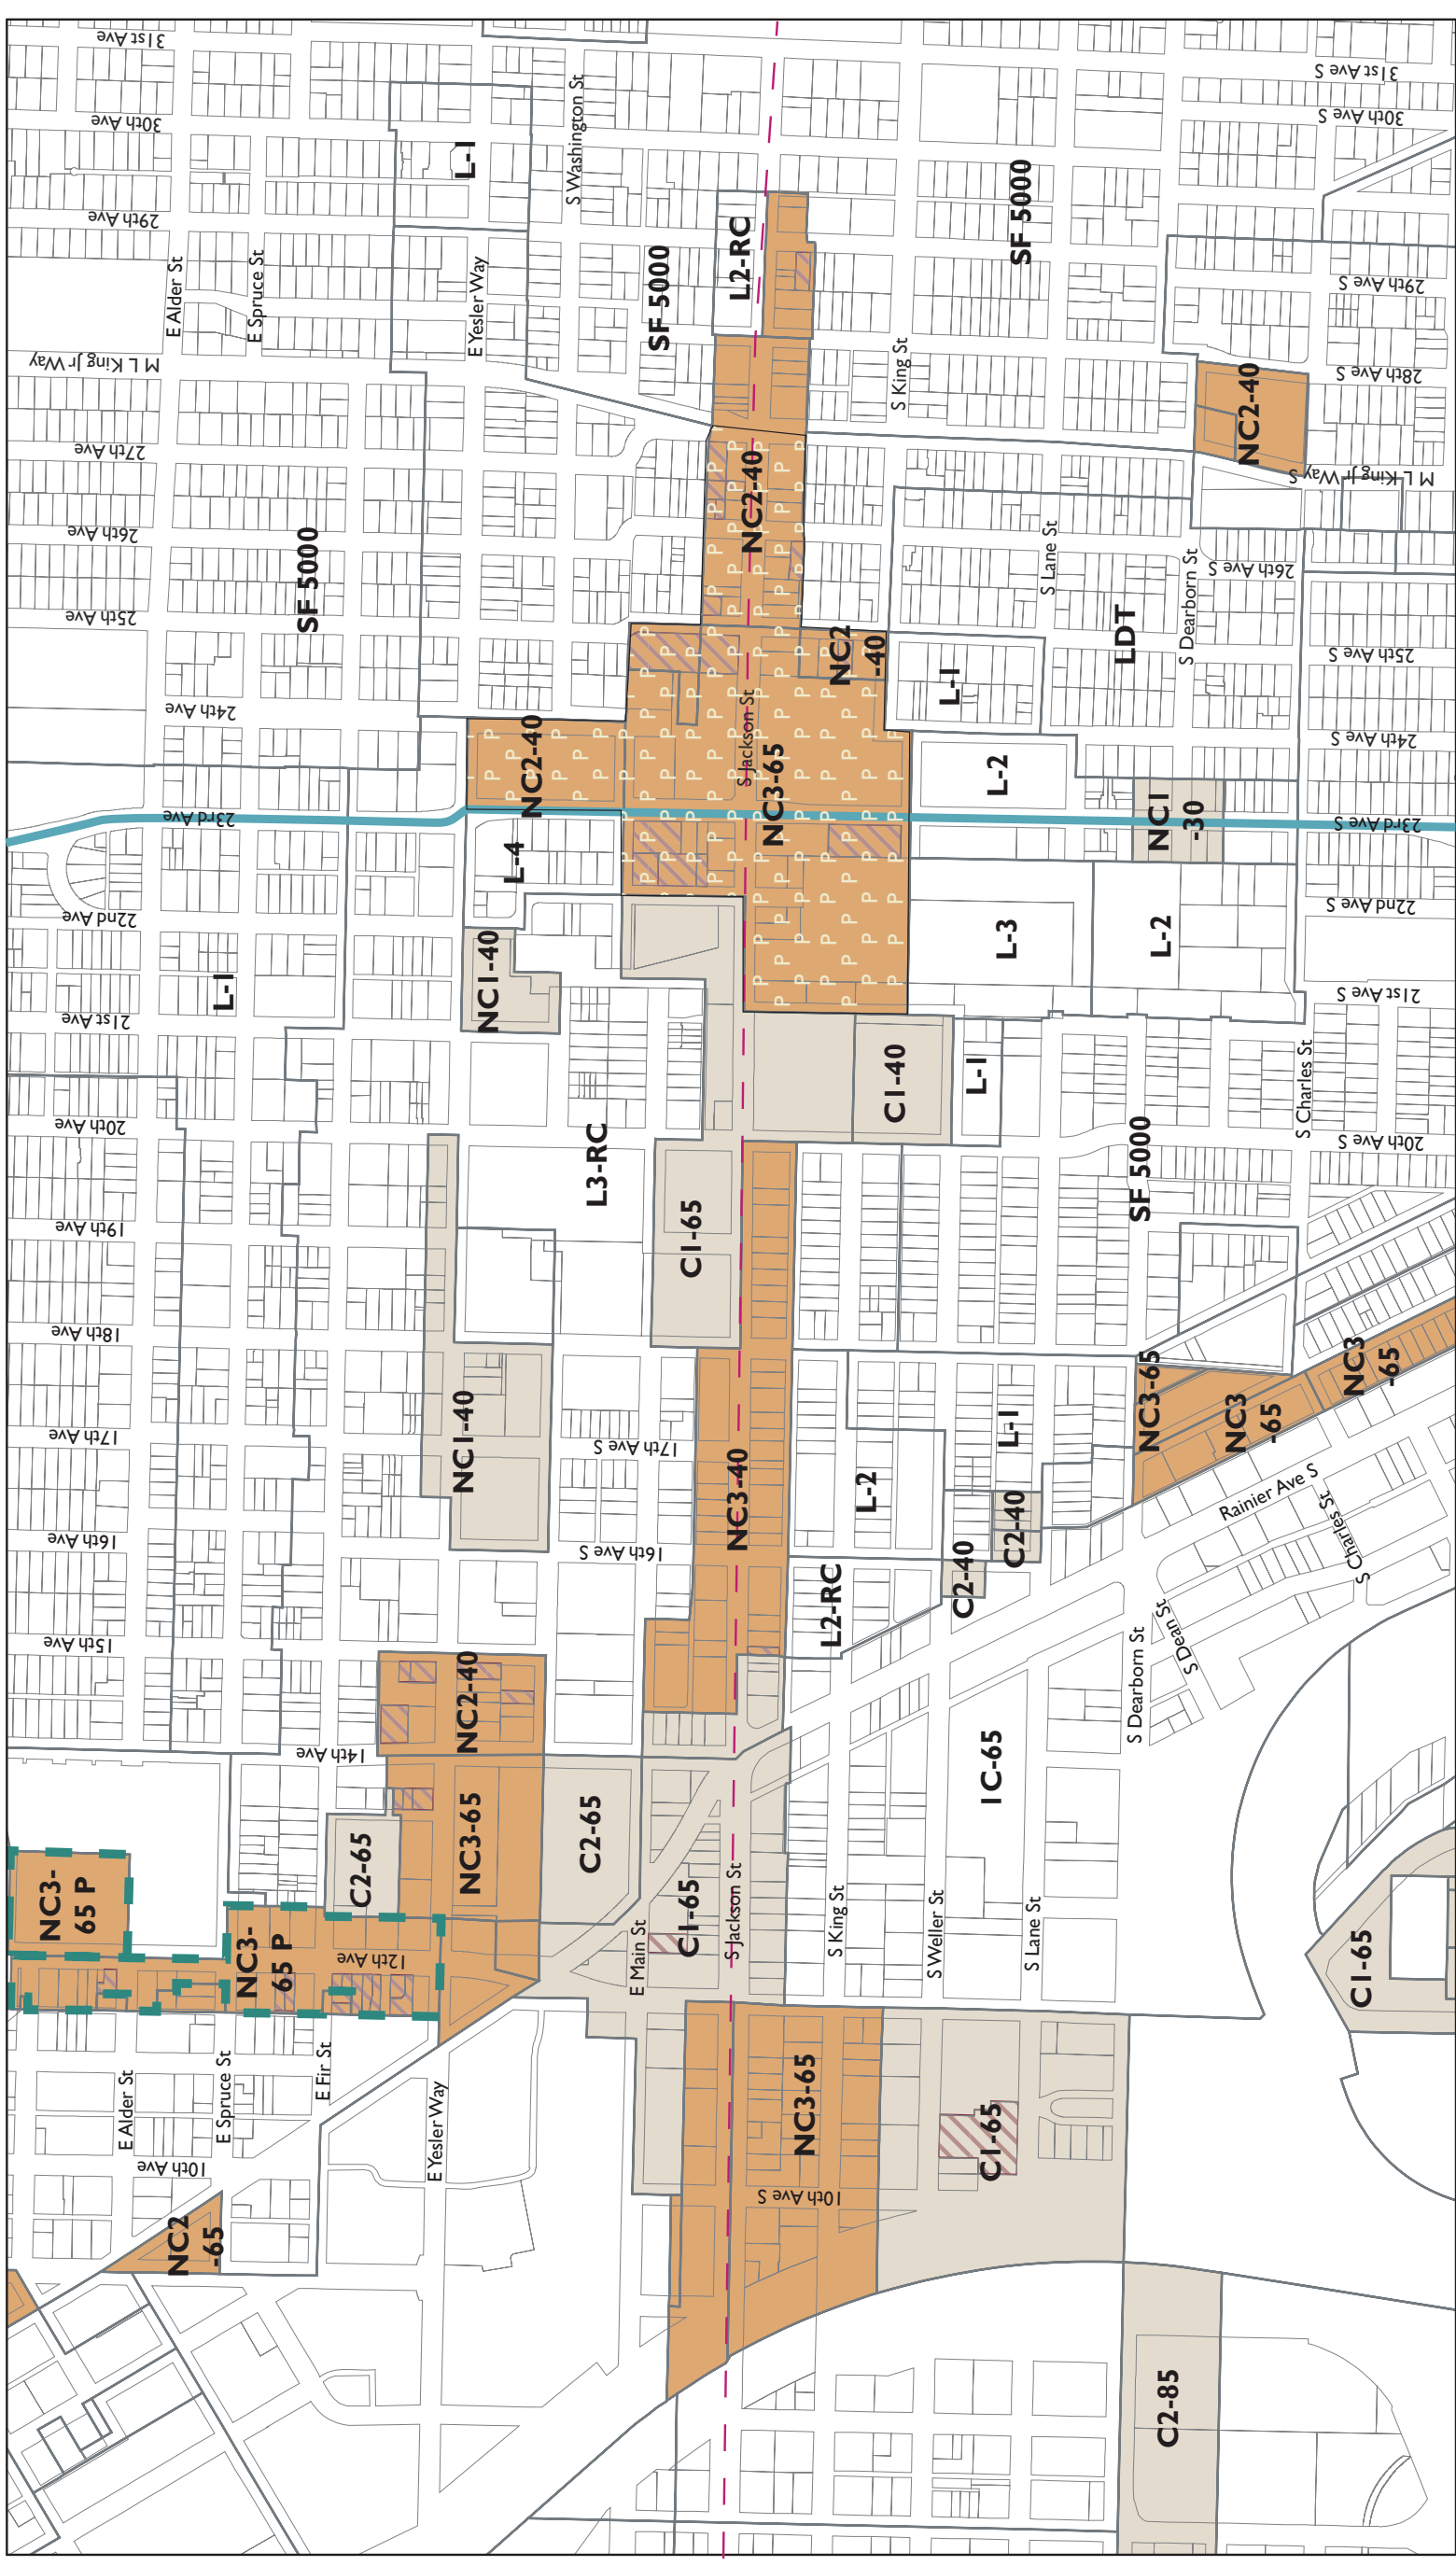 31st Ave
31st Ave S
30th Ave
30th Ave S
S Washington St
L-1
29th Ave
SF 5000
L2-RC
E Alder St
E Spruce St
E Yesler Way
SF 5000
29th Ave S
M L King Jr Way
S King St
28th Ave S
NC2-40
27th Ave
NC2-40
M L King Jr Way S
26th Ave
S Lane St
26th Ave S
SF 5000
25th Ave
LDT
S Dearborn St
NC2
-40
25th Ave S
L-1
24th Ave
24th Ave S
NC2-40
S Jackson St
NC3-65
L-2
NC1
-30
23rd Ave
23rd Ave S
L-4
22nd Ave
22nd Ave S
L-3
L-2
NC1-40
L-1
21st Ave
21st Ave S
C1-40
L-1
S Charles St
20th Ave
20th Ave S
L3-RC
SF 5000
19th Ave
C1-65
18th Ave
NC3-65
NC3
-65
NC3
-65
17th Ave
17th Ave S
NC1-40
L-1
L-2
NC3-40
Rainier Ave S
C2-40
S Charles St
16th Ave
16th Ave S
C2-40
L2-RC
15th Ave
S Dean St
NC2-40
S Dearborn St
14th Ave
IC-65
NC3-65
C2-65
C2-65
NC3-
65 P
C1-65
S Jackson St
S King St
S Weller St
S Lane St
E Main St
NC3-
65 P
12th Ave
C1-65
E Fir St
E Spruce St
E Alder St
E Yesler Way
NC3-65
C1-65
10th Ave
10th Ave S
NC2
-65
C2-85
P P P P P P P P P P